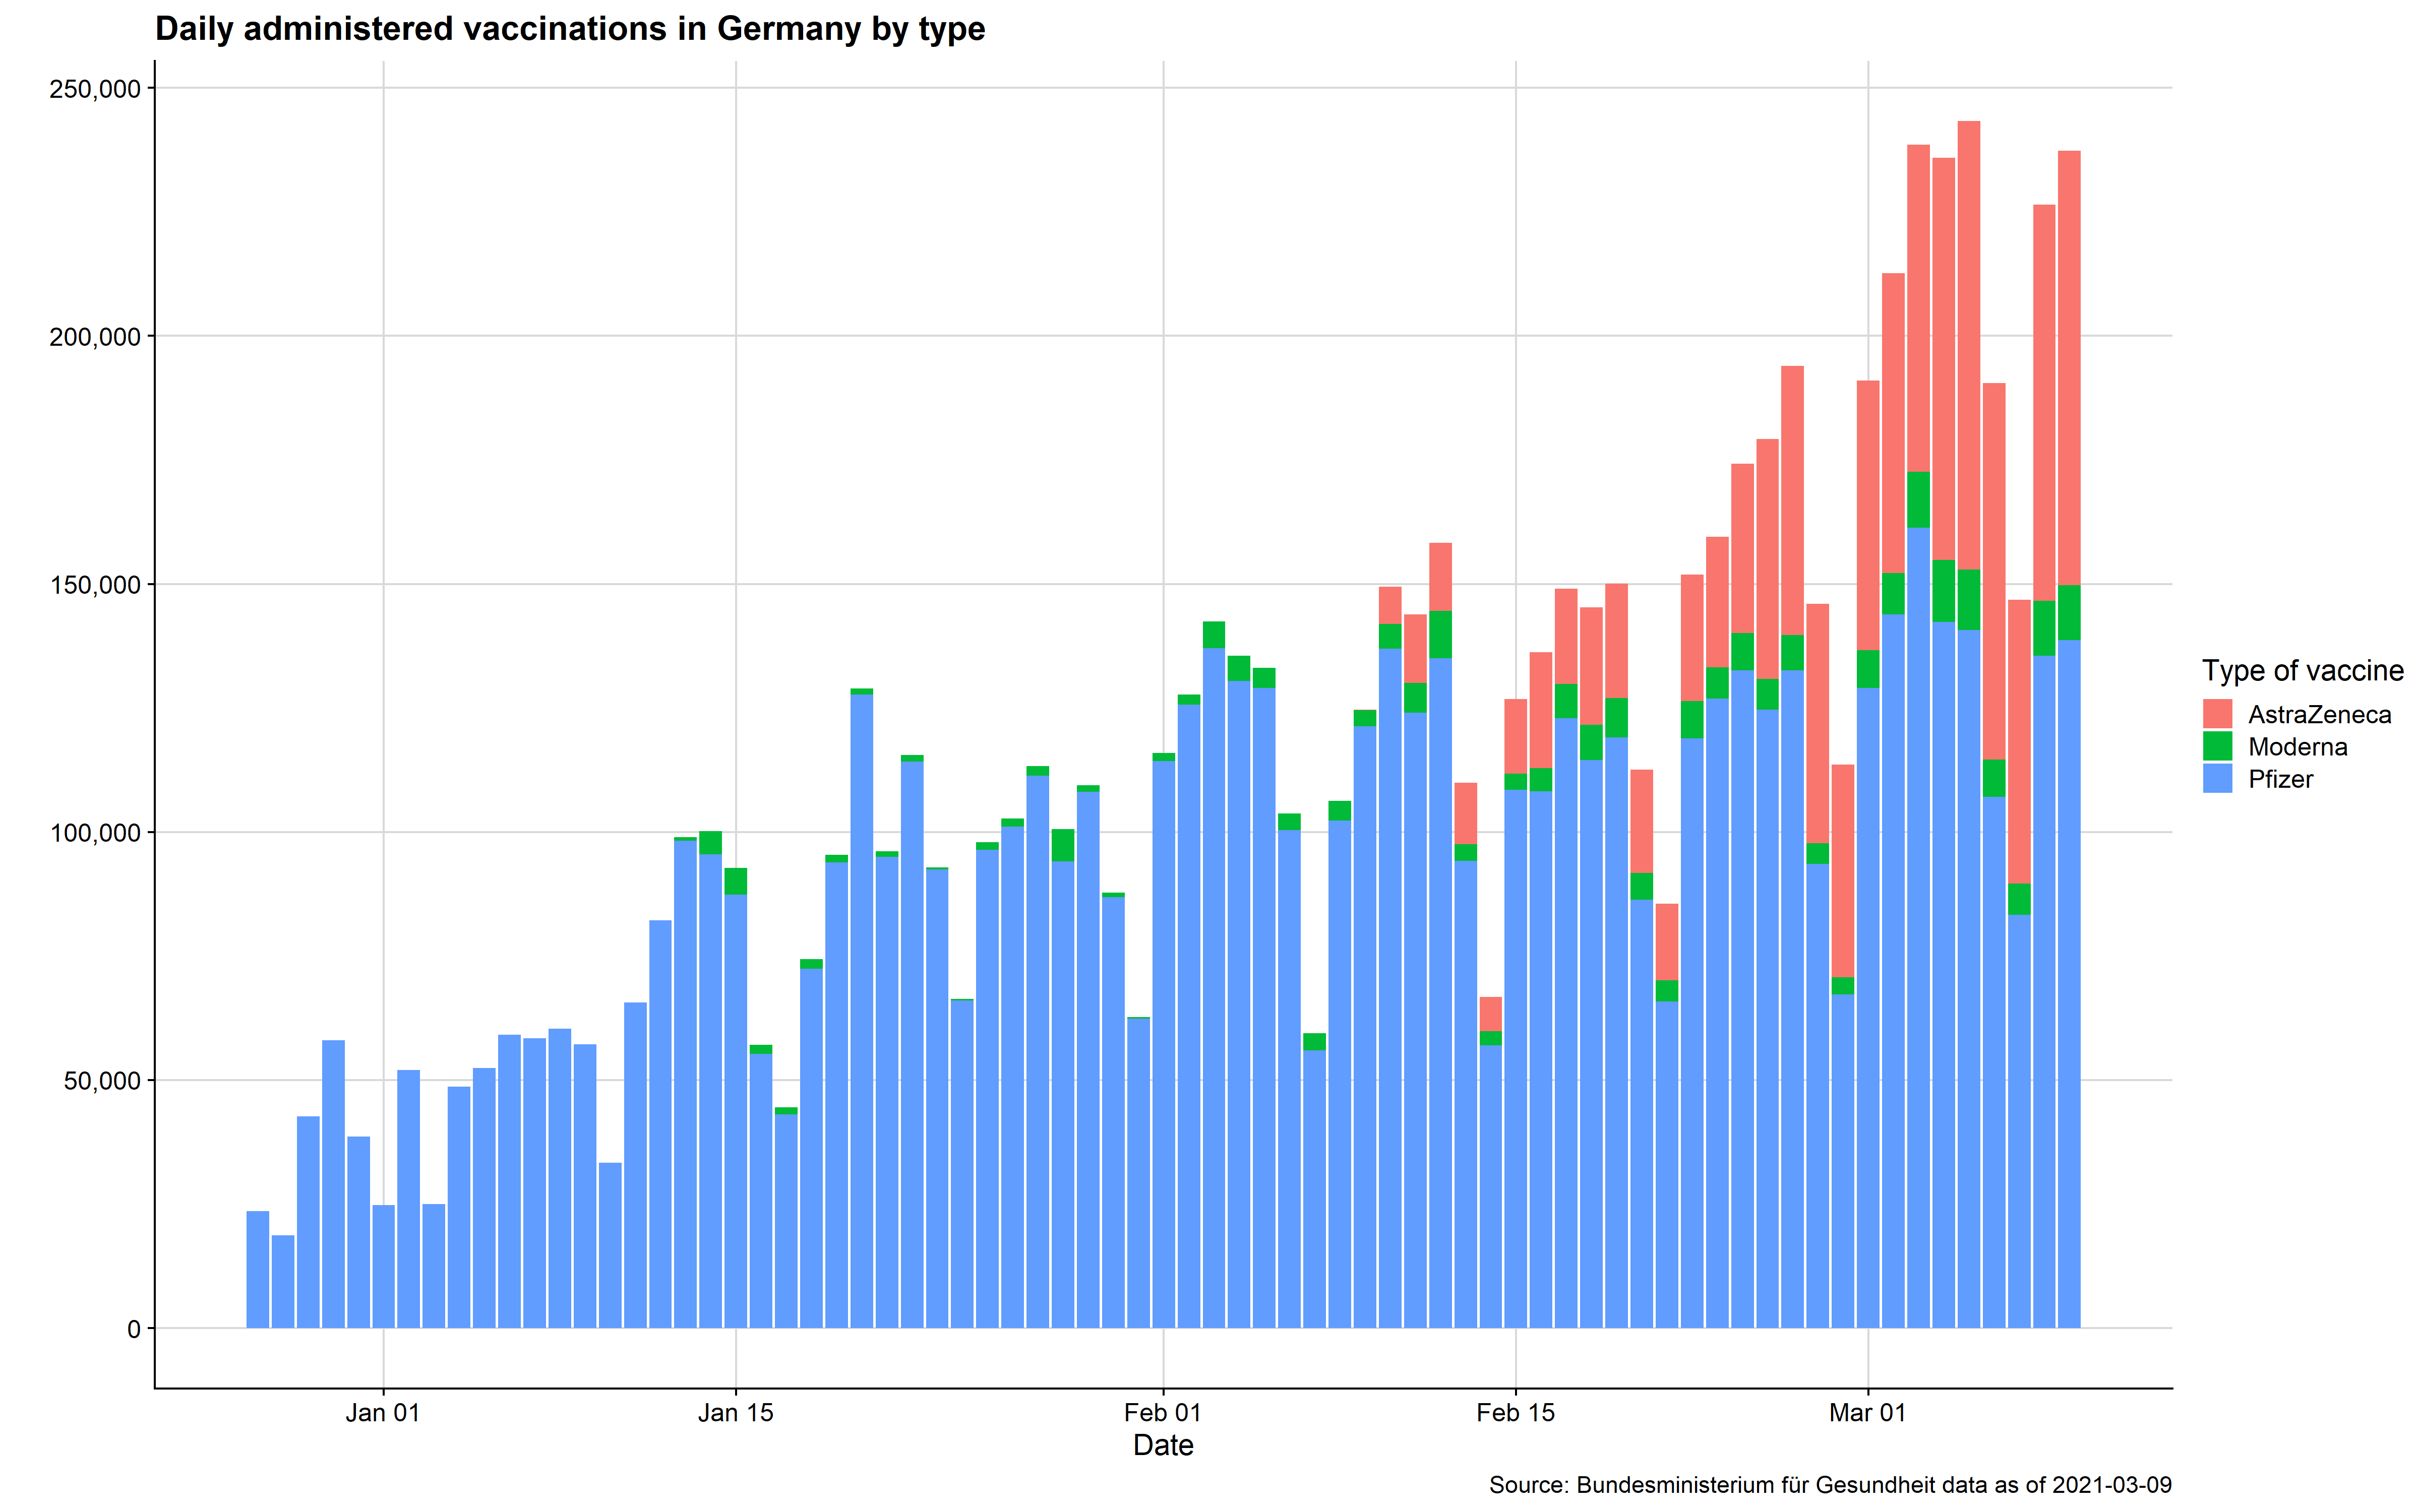 Daily administered vaccinations in Germany by type
250,000
200,000
150,000
100,000
50,000
0
Jan 01
Jan 15
Feb 01
Feb 15
Mar 01
Date
Type of vaccine
AstraZeneca
Moderna
Pfizer
Source: Bundesministerium für Gesundheit data as of 2021-03-09